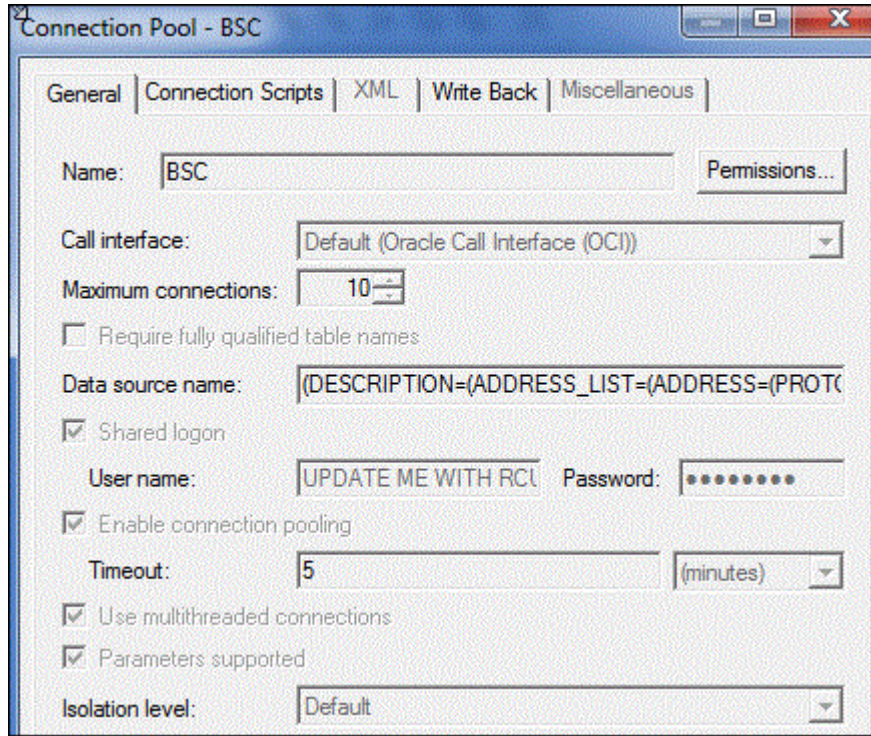 Connection Pool - BSC
General Connection Scripts XML Write Back Miscellaneous
Name: BSC Permissions...
Call interface: Default (Oracle Call Interface (OCI))
Maximum connections: 10
Require fully qualified table names
Data source name: (DESCRIPTION=(ADDRESS_LIST=(ADDRESS=(PROTO
Shared logon
User name: UPDATE ME WITH RCU Password: ●●●●●●●●
Enable connection pooling
Timeout: 5 (minutes)
Use multithreaded connections
Parameters supported
Isolation level: Default